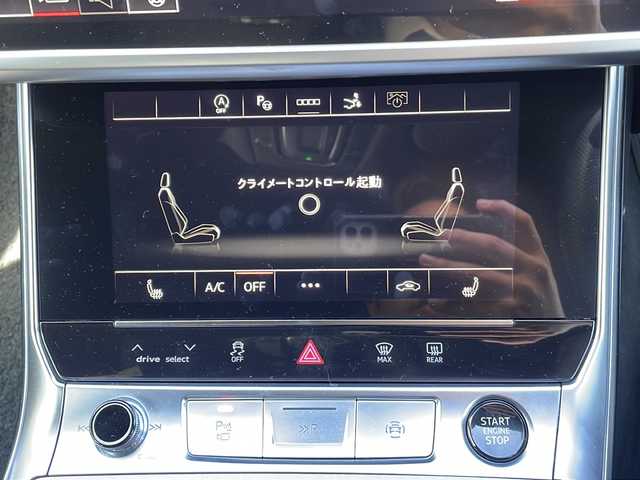 OFF
P
クライメートコントロール起動
A/C OFF •••
drive select OFF MAX REAR
START
ENGINE
STOP